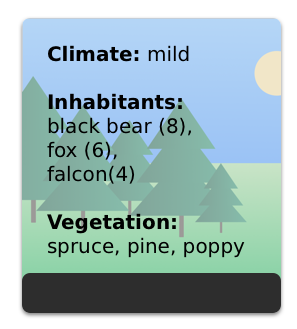 Climate: mild
Inhabitants:
black bear (8),
fox (6),
falcon(4)
Vegetation:
spruce, pine, poppy